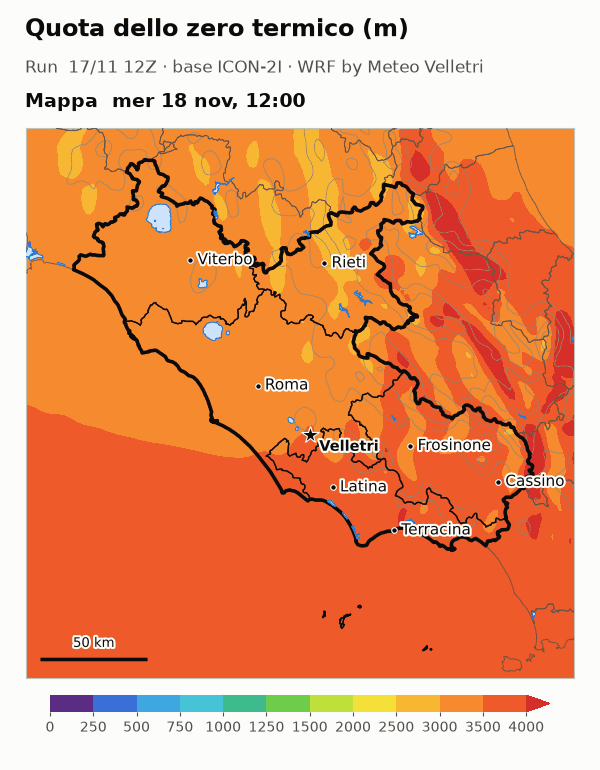 Quota dello zero termico (m)
Run 17/11 12Z · base ICON-2I · WRF by Meteo Velletri
Mappa mer 18 nov, 12:00
Viterbo
Rieti
Roma
Velletri
Frosinone
Latina
Cassino
Terracina
50 km
0 250 500 750 1000 1250 1500 2000 2500 3000 3500 4000